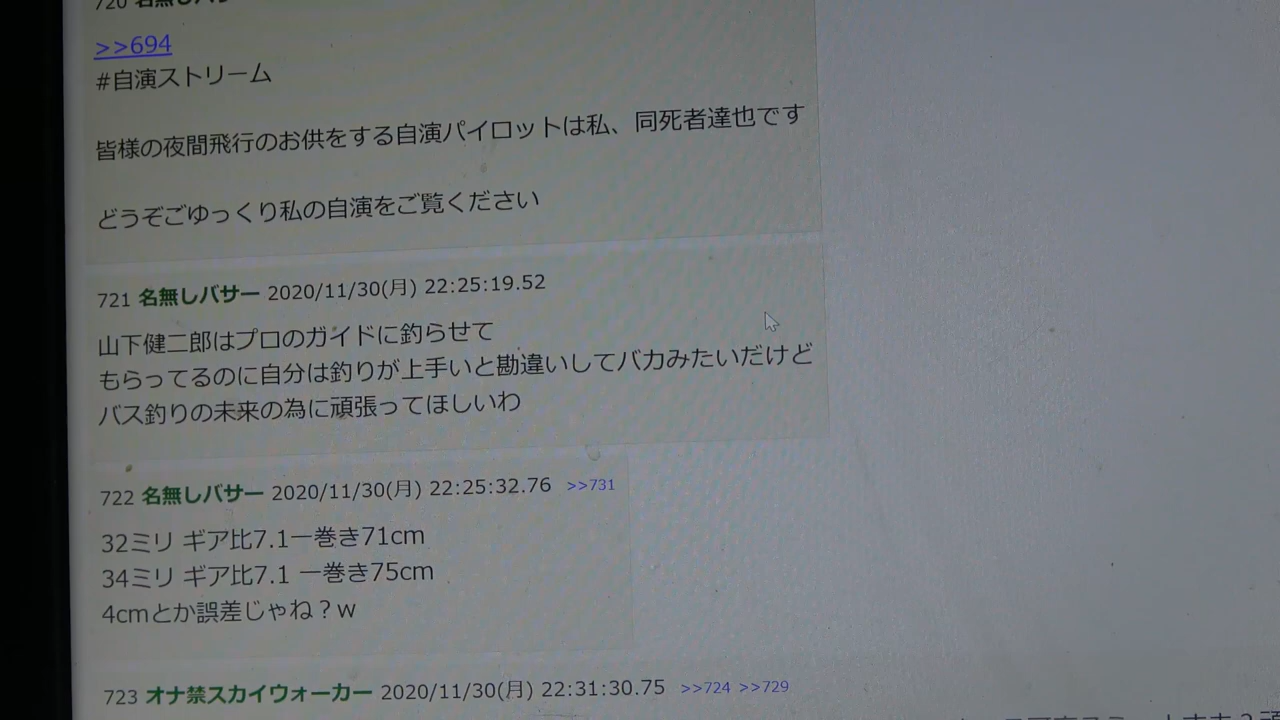 720 名無しバサー
>>694
#自演ストリーム
皆様の夜間飛行のお供をする自演パイロットは私、同死者達也です
どうぞごゆっくり私の自演をご覧ください
721 名無しバサー 2020/11/30(月) 22:25:19.52
山下健二郎はプロのガイドに釣らせて
もらってるのに自分は釣りが上手いと勘違いしてバカみたいだけど
バス釣りの未来の為に頑張ってほしいわ
722 名無しバサー 2020/11/30(月) 22:25:32.76 >>731
32ミリ ギア比7.1一巻き71cm
34ミリ ギア比7.1 一巻き75cm
4cmとか誤差じゃね？w
723 オナ禁スカイウォーカー 2020/11/30(月) 22:31:30.75 >>724 >>729